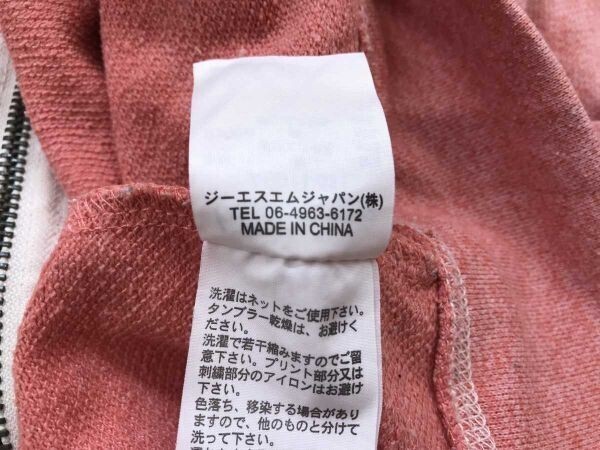 ジーエスエムジャパン(株)
TEL 06-4963-6172
MADE IN CHINA
洗濯はネットをご使用下さい。
タンブラー乾燥は、お避けく
ださい。
洗濯で若干縮みますのでご留
意下さい。プリント部分又は
刺繍部分のアイロンはお避け
下さい。
色落ち、移染する場合があり
ますので、他のものと分けて
洗って下さい。